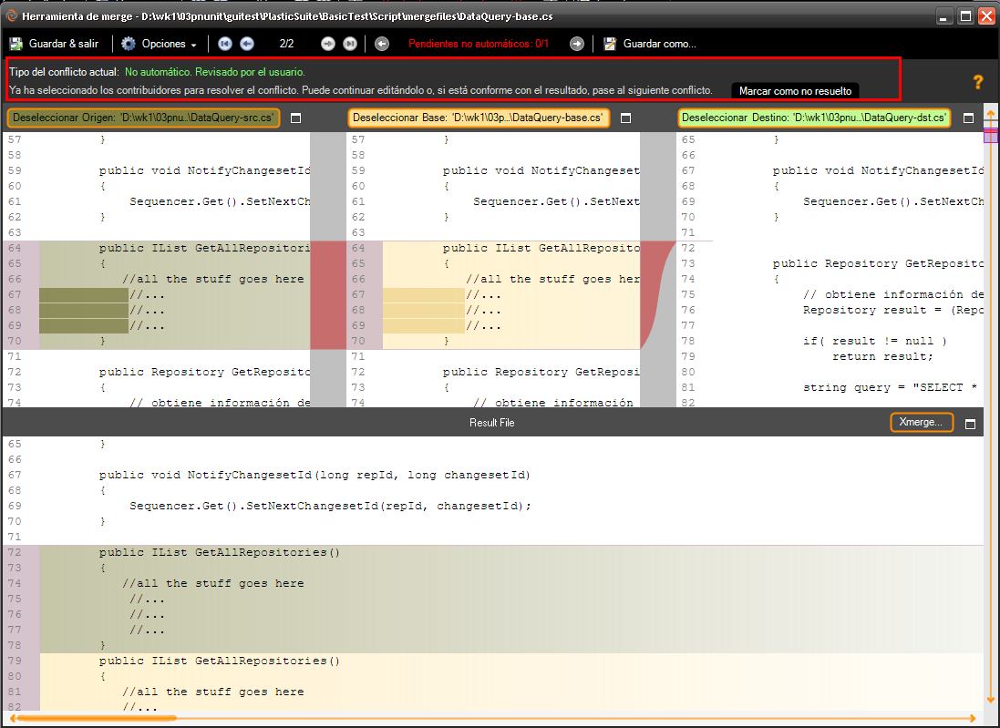 Herramienta de merge - D:\wk1\03pnunit\guitest\PlasticSuite\BasicTest\Script\mergefiles\DataQuery-base.cs
Guardar & salir Opciones 2/2 Pendientes no automáticos: 0/1 Guardar como...
Tipo del conflicto actual: No automático. Revisado por el usuario.
Ya ha seleccionado los contribuidores para resolver el conflicto. Puede continuar editándolo o, si está conforme con el resultado, pase al siguiente conflicto. Marcar como no resuelto
?
Deseleccionar Origen: 'D:\wk1\03pnu...\DataQuery-src.cs' Deseleccionar Base: 'D:\wk1\03p...\DataQuery-base.cs' Deseleccionar Destino: 'D:\wk1\03pnu...\DataQuery-dst.cs'
57 }
58
59 public void NotifyChangesetId
60 {
61 Sequencer.Get().SetNextCh
62 }
63
64 public IList GetAllRepositori
65 {
66 //all the stuff goes here
67 //...
68 //...
69 //...
70 }
71
72 public Repository GetReposito
73 {
74 // obtiene información de
57 }
58
59 public void NotifyChangeset
60 {
61 Sequencer.Get().SetNext
62 }
63
64 public IList GetAllReposito
65 {
66 //all the stuff goes her
67 //...
68 //...
69 //...
70 }
71
72 public Repository GetReposi
73 {
74 // obtiene información
65 }
66
67 public void NotifyChangesetId
68 {
69 Sequencer.Get().SetNextCha
70 }
71
72
73 public Repository GetReposito
74 {
75 // obtiene información de
76 Repository result = (Repo
77
78 if( result != null )
79 return result;
80
81 string query = "SELECT *
82
Result File Xmerge...
65 }
66
67 public void NotifyChangesetId(long repId, long changesetId)
68 {
69 Sequencer.Get().SetNextChangesetId(repId, changesetId);
70 }
71
72 public IList GetAllRepositories()
73 {
74 //all the stuff goes here
75 //...
76 //...
77 //...
78 }
79 public IList GetAllRepositories()
80 {
81 //all the stuff goes here
82 //...